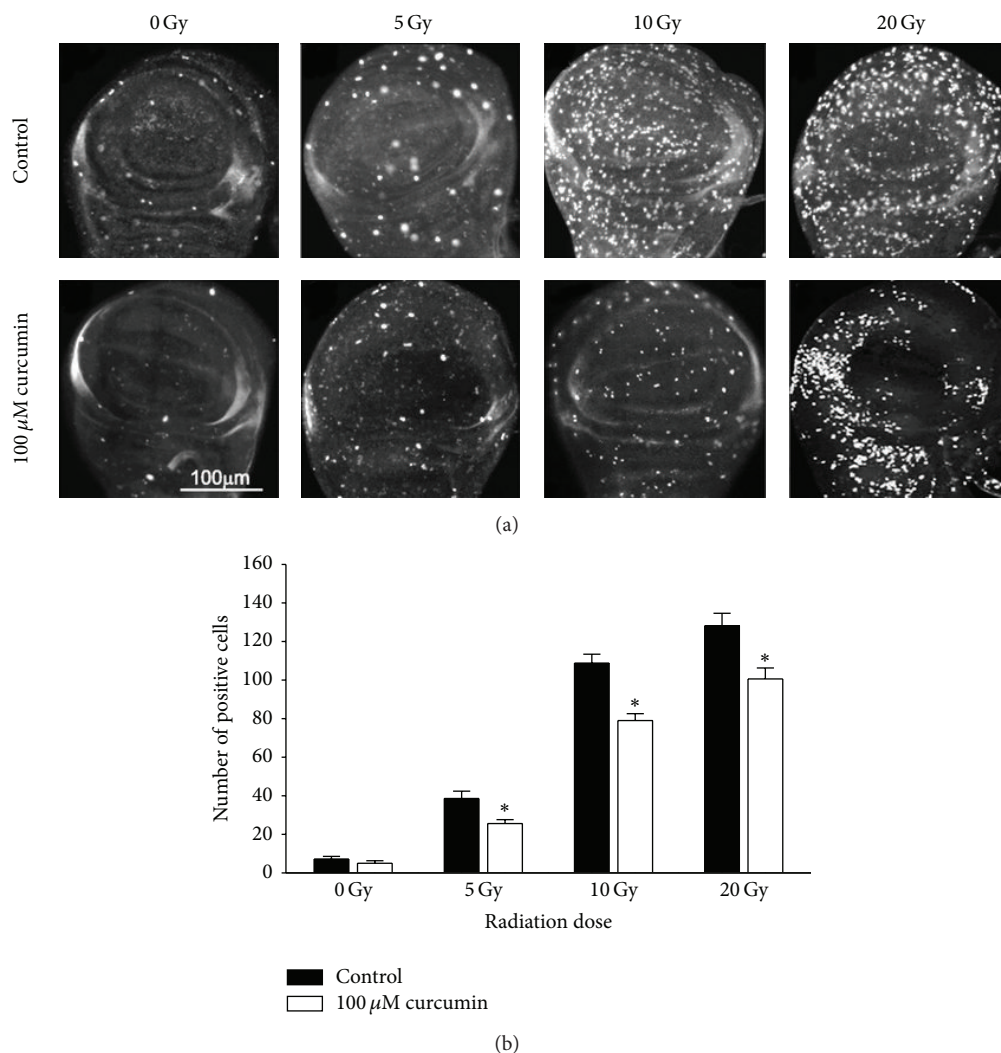 0 Gy 5 Gy 10 Gy 20 Gy
Control
100 μM curcumin
100μm
(a)
160
140
120
100
80
60
40
20
0
Number of positive cells
* * *
0 Gy 5 Gy 10 Gy 20 Gy
Radiation dose
Control
100 μM curcumin
(b)